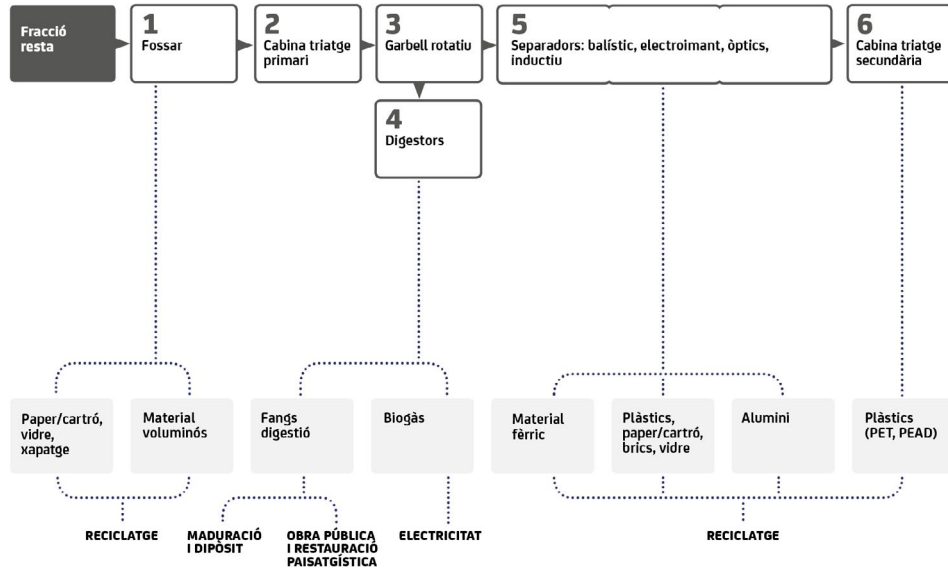 Fracció
resta
1
Fossar
2
Cabina triatge
primari
3
Garbell rotatiu
5
Separadors: balístic, electroimant, òptics,
inductiu
6
Cabina triatge
secundària
4
Digestors
Paper/cartró,
vidre,
xapatge
Material
voluminós
Fangs
digestió
Biogàs
Material
fèrric
Plàstics,
paper/cartró,
brics, vidre
Alumini
Plàstics
(PET, PEAD)
RECICLATGE
MADURACIÓ
I DIPÒSIT
OBRA PÚBLICA
I RESTAURACIÓ
PAISATGÍSTICA
ELECTRICITAT
RECICLATGE